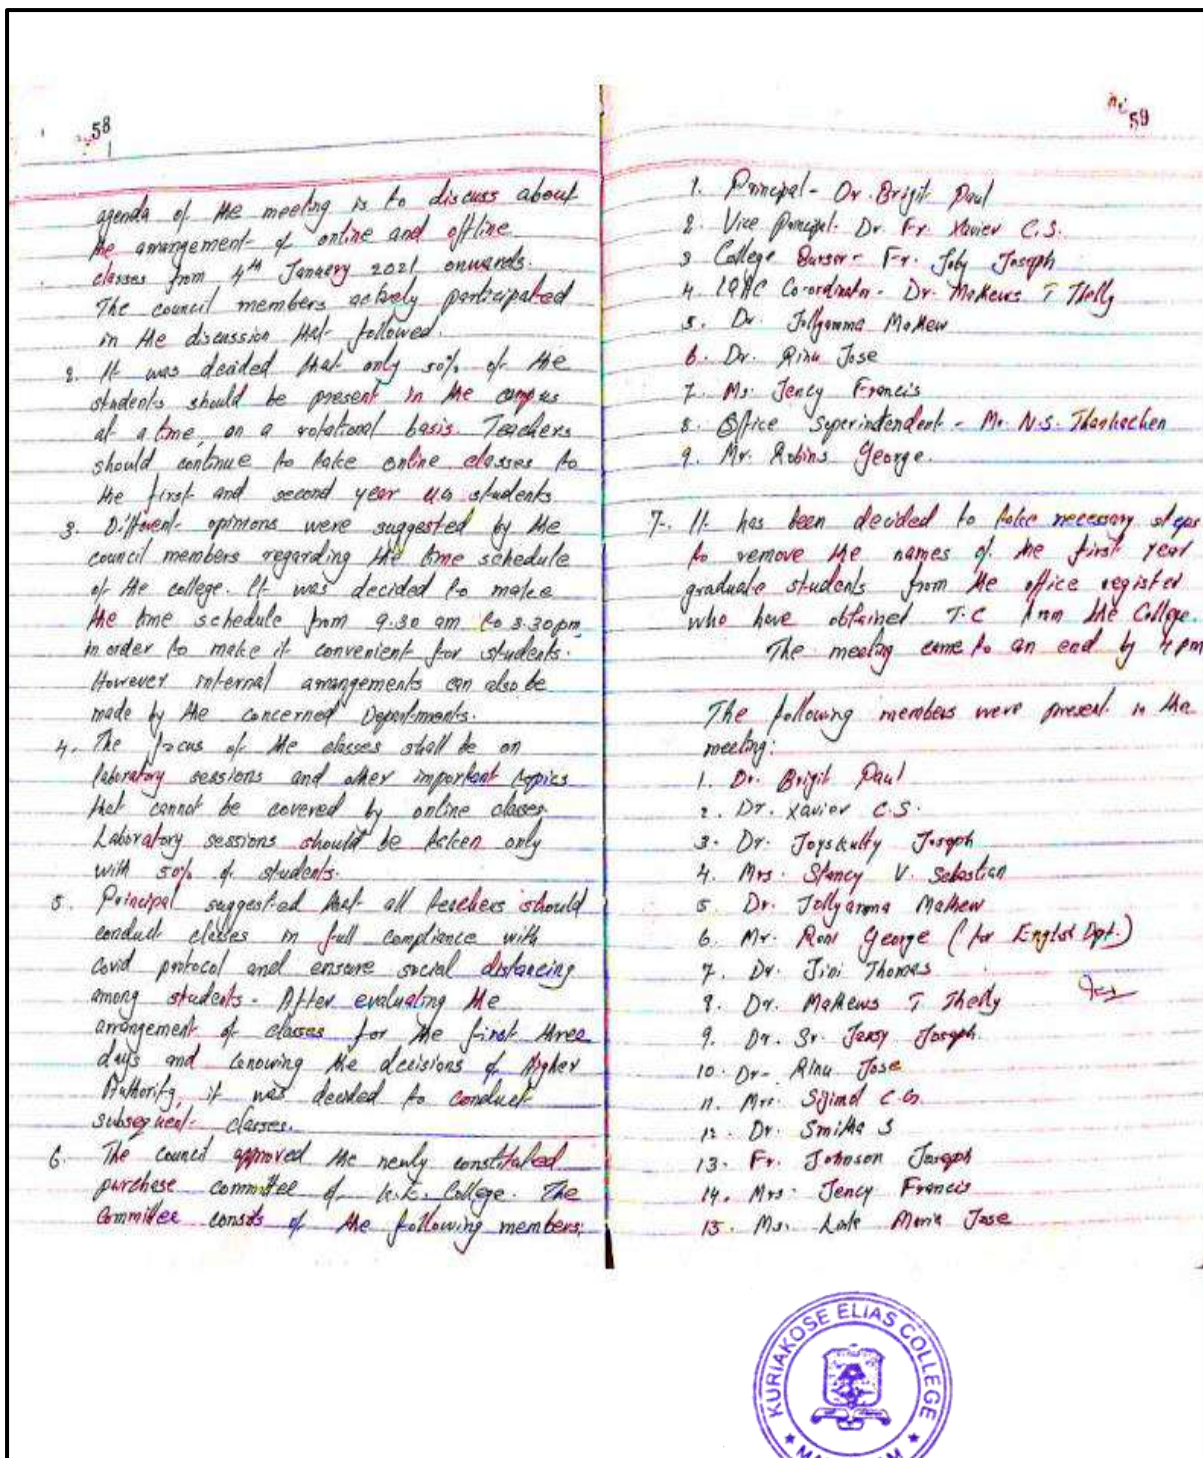 58
agenda of the meeting is to discuss about
the arrangement of online and offline
classes from 4th January 2021 onwards.
The council members actively participated
in the discussion that followed.
2. It was decided that only 50% of the
students should be present in the campus
at a time, on a rotational basis. Teachers
should continue to take online classes to
the first and second year UG students
3. Different opinions were suggested by the
council members regarding the time schedule
of the college. It was decided to make
the time schedule from 9.30 am to 3.30pm
in order to make it convenient for students.
However internal arrangements can also be
made by the concerned Departments.
4. The focus of the classes shall be on
laboratory sessions and other important topics
that cannot be covered by online classes.
Laboratory sessions should be taken only
with 50% of students.
5. Principal suggested that all teachers should
conduct classes in full compliance with
covid protocol and ensure social distancing
among students. After evaluating the
arrangement of classes for the first three
days and knowing the decisions of Higher
Authority, it was decided to conduct
subsequent classes.
6. The council approved the newly constituted
purchase committee of K.E. College. The
Committee consits of the following members:
59
1. Principal - Dr. Brigit Paul
2. Vice Principal - Dr. Fr. Xavier C.S.
3 College Bursar - Fr. Joby Joseph
4. IQAC Co-ordinator - Dr. Mathews T Thelly
5. Dr. Jollyamma Mathew
6. Dr. Rinu Jose
7. Ms. Jency Francis
8. Office Superintendent - Mr. N.S. Thankachen
9. Mr. Robins George.
7. It has been decided to take necessary steps
to remove the names of the first year
graduate students from the office register
who have obtained T.C from the College.
The meeting came to an end by 4 pm
The following members were present in the
meeting:
1. Dr. Brigit Paul
2. Dr. Xavier C.S.
3. Dr. Joyskutty Joseph
4. Mrs. Stancy V. Sebastian
5 Dr. Jollyamma Mathew
6. Mr. Roni George (for English Dpt.)
7. Dr. Jini Thomas
8. Dr. Mathews T Thelly
9. Dr. Sr. Jessy Joseph.
10. Dr. Rinu Jose
11. Mrs. Sijimol C.G.
12. Dr. Smitha S
13. Fr. Johnson Joseph
14. Mrs. Jency Francis
15. Ms. Maria Jose
KURIAKOSE ELIAS COLLEGE